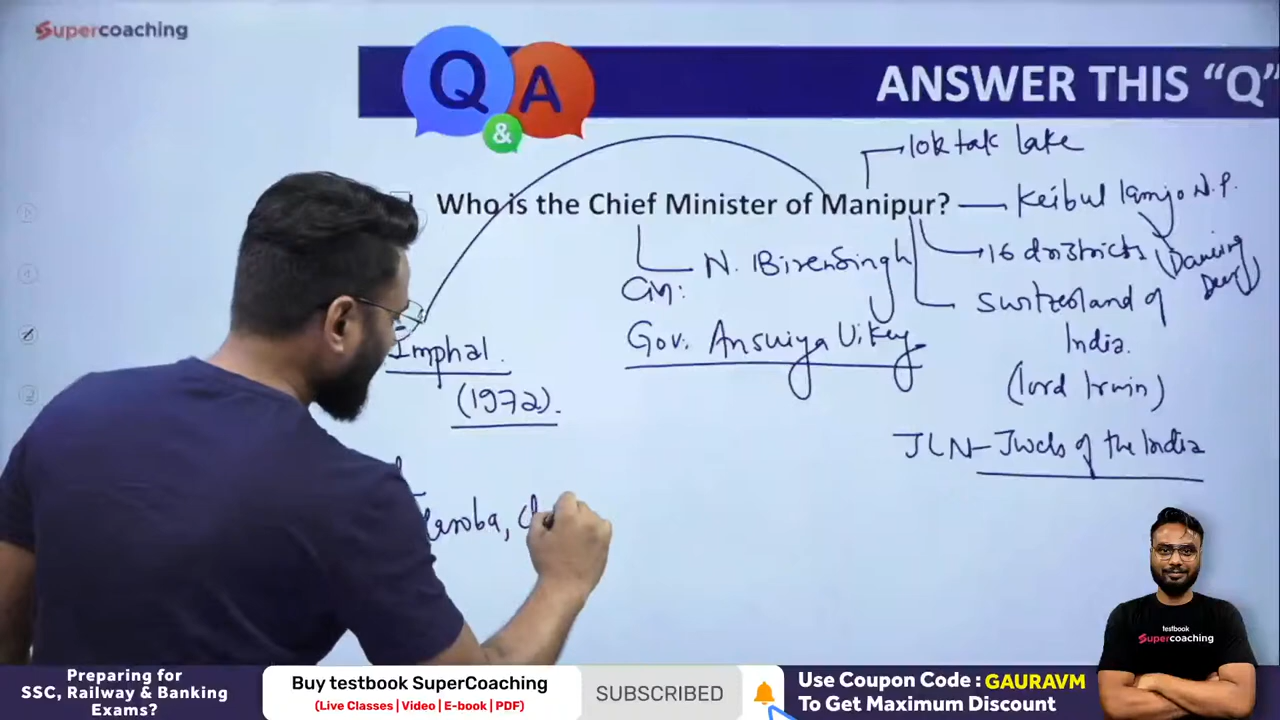 Supercoaching
Q & A
ANSWER THIS “Q”
loktak lake
Who is the Chief Minister of Manipur?
Keibul lamjo N.P.
N. Biren Singh
CM:
16 districts
(Dancing
Deer)
Switzerland of
India.
(lord Irwin)
Gov. Ansuiya Uikey
Imphal.
(1972).
JLN- Jwels of the India
testbook
Supercoaching
Preparing for
SSC, Railway & Banking
Exams?
Buy testbook SuperCoaching
(Live Classes | Video | E-book | PDF)
SUBSCRIBED
Use Coupon Code : GAURAVM
To Get Maximum Discount